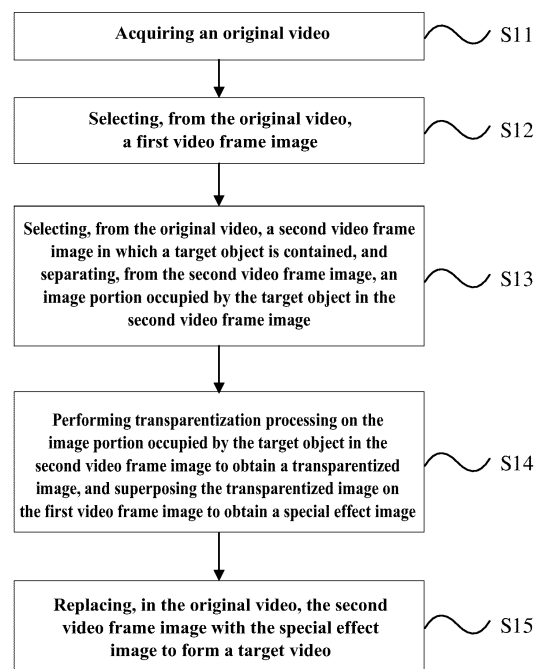 Acquiring an original video
S11
Selecting, from the original video,
a first video frame image
S12
Selecting, from the original video, a second video frame
image in which a target object is contained, and
separating, from the second video frame image, an
image portion occupied by the target object in the
second video frame image
S13
Performing transparentization processing on the
image portion occupied by the target object in the
second video frame image to obtain a transparentized
image, and superposing the transparentized image on
the first video frame image to obtain a special effect image
S14
Replacing, in the original video, the second
video frame image with the special effect
image to form a target video
S15